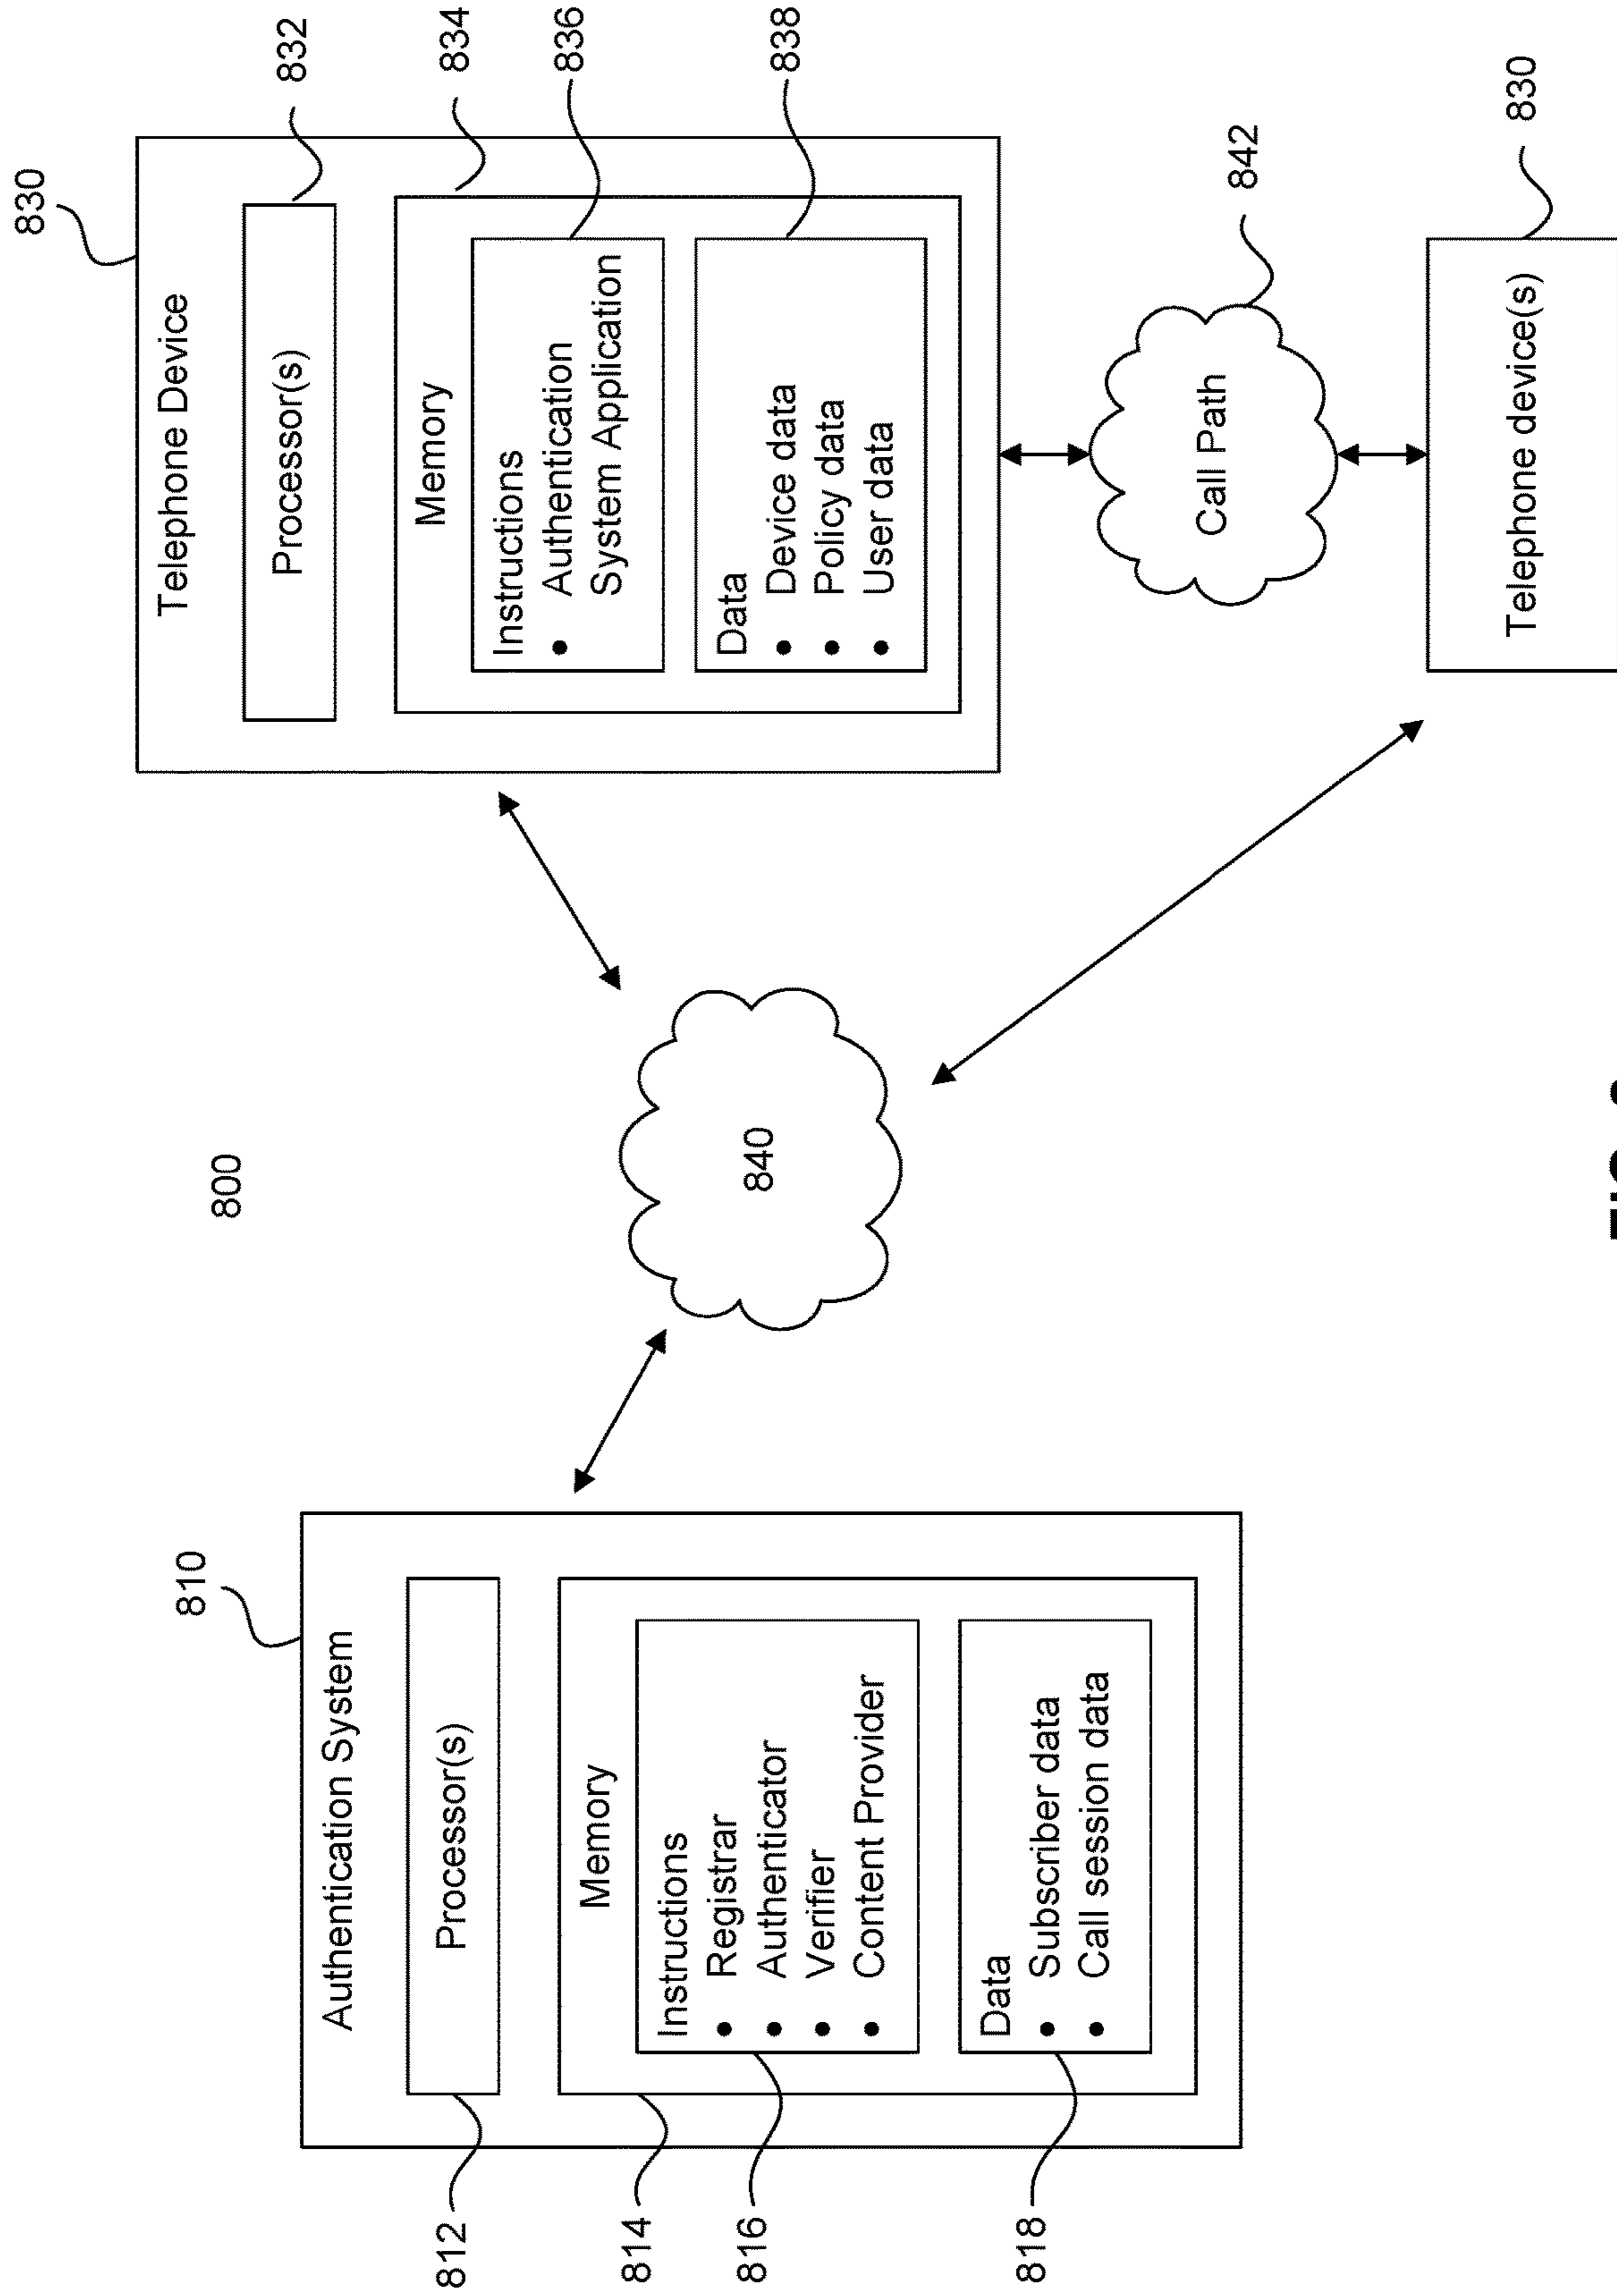 800
810
Authentication System
812
Processor(s)
814
Memory
816
Instructions
• Registrar
• Authenticator
• Verifier
• Content Provider
818
Data
• Subscriber data
• Call session data
840
830
Telephone Device
Processor(s)
832
Memory
834
Instructions
• Authentication
System Application
836
Data
• Device data
• Policy data
• User data
838
Call Path
842
Telephone device(s)
830